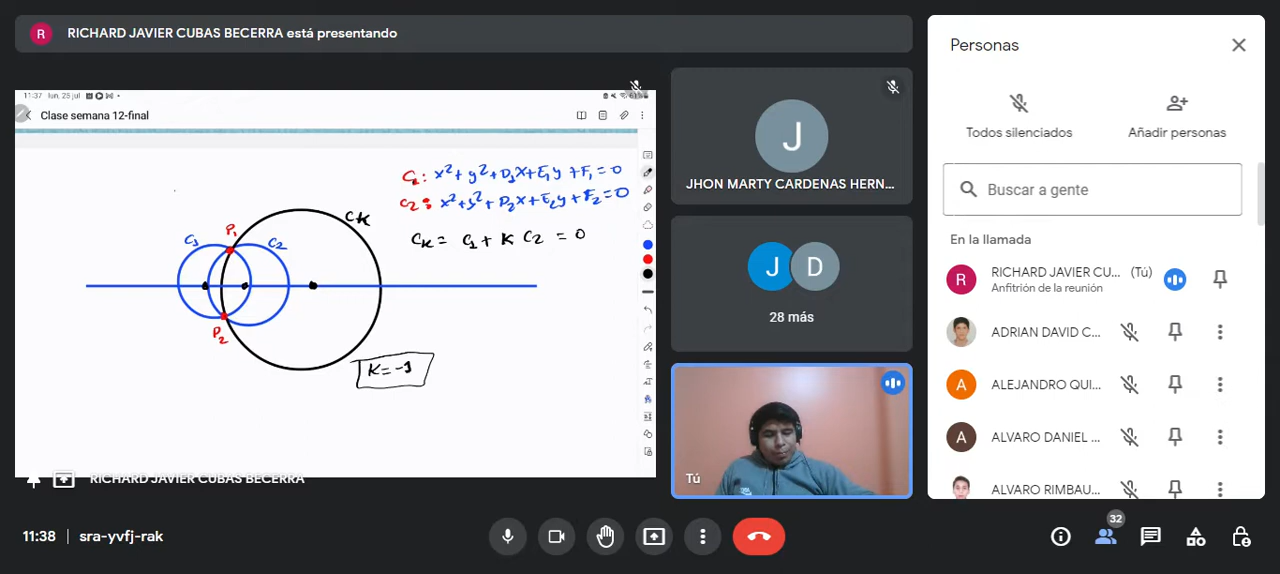 R RICHARD JAVIER CUBAS BECERRA está presentando
11:37 lun, 25 jul
Clase semana 12-final
C1: x²+y²+D1x+E1y+F1=0
C2: x²+y²+D2x+E2y+F2=0
CK = C1 + K C2 = 0
CK
P1
C1
C2
P2
K=-1
RICHARD JAVIER CUBAS BECERRA
J
JHON MARTY CARDENAS HERN...
J D
28 más
Tú
Personas
Todos silenciados
Añadir personas
Buscar a gente
En la llamada
R RICHARD JAVIER CU... (Tú)
Anfitrión de la reunión
ADRIAN DAVID C...
A ALEJANDRO QUI...
A ALVARO DANIEL ...
ALVARO RIMBAU...
11:38 | sra-yvfj-rak
32